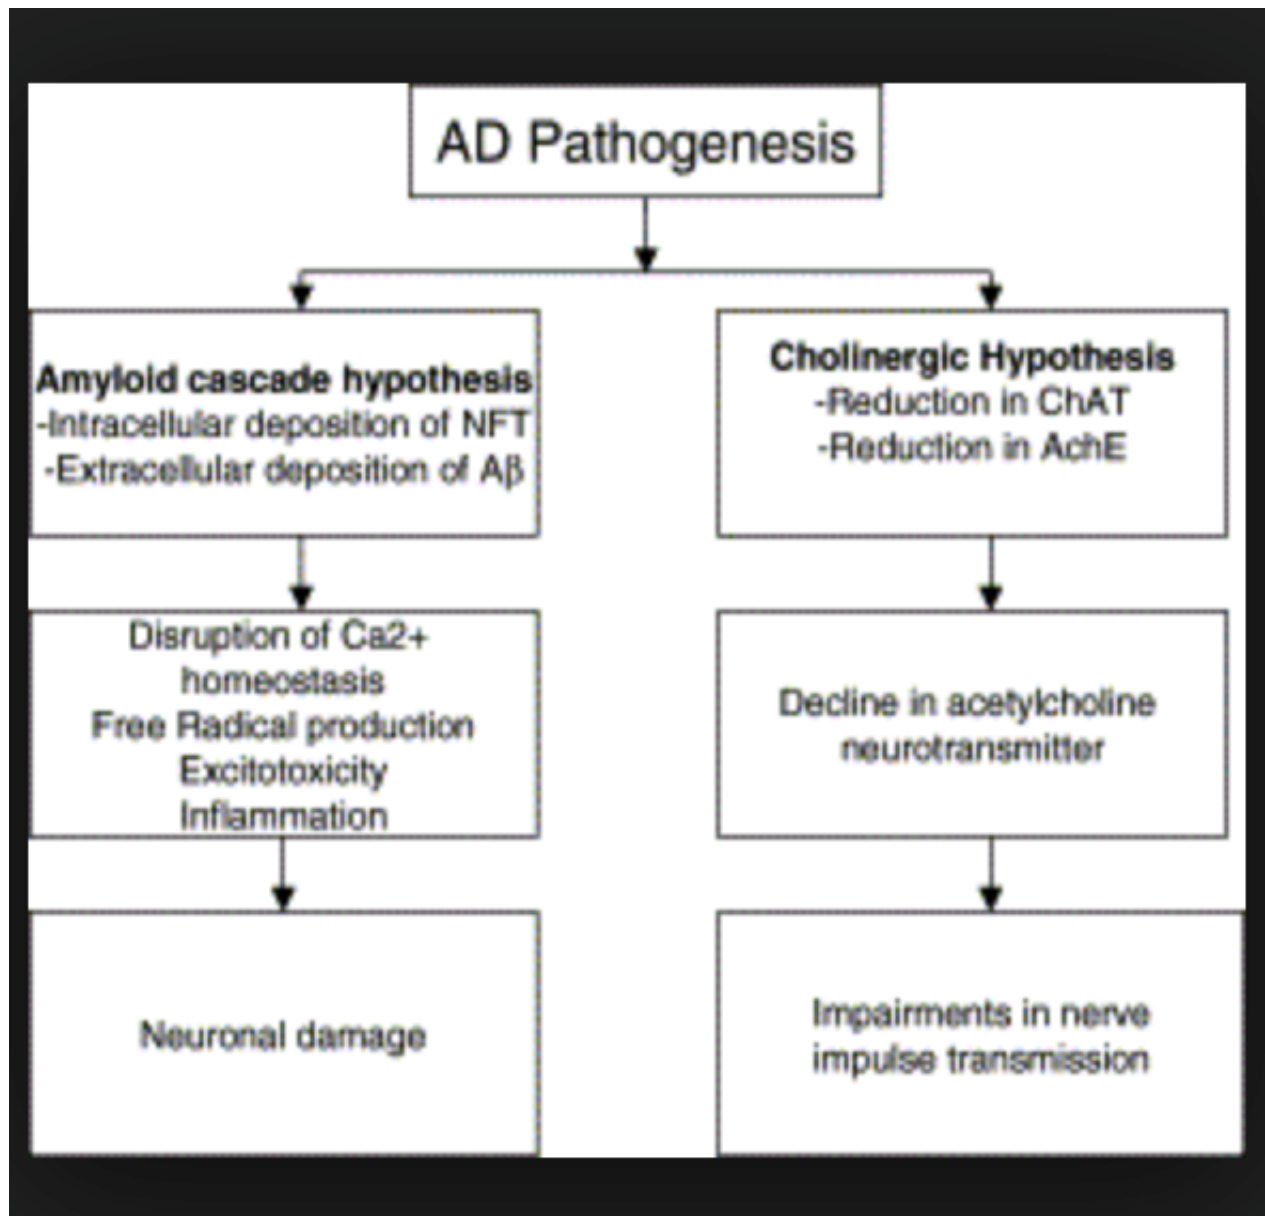 AD Pathogenesis
Amyloid cascade hypothesis
-Intracellular deposition of NFT
-Extracellular deposition of Aβ
Cholinergic Hypothesis
-Reduction in ChAT
-Reduction in AchE
Disruption of Ca2+
homeostasis
Free Radical production
Excitotoxicity
Inflammation
Decline in acetylcholine
neurotransmitter
Neuronal damage
Impairments in nerve
impulse transmission